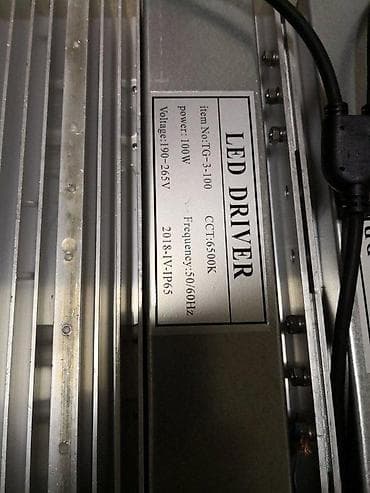 LED DRIVER
item No:TG-3-100 CCT:6500K
power:100W Frequency:50/60Hz
Voltage:190-265V 2018-IV-IP65